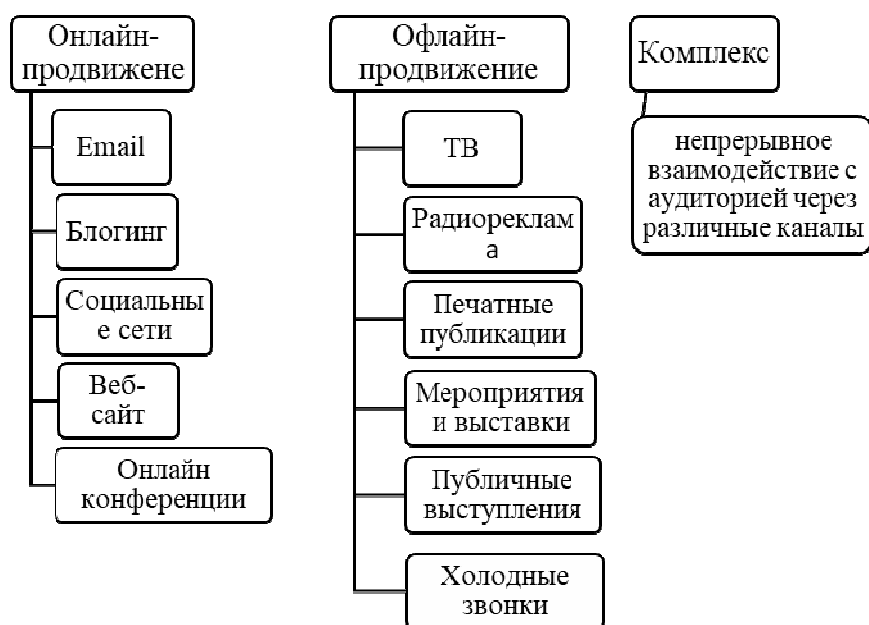 Онлайн-
продвижене
Email
Блогинг
Социальны
е сети
Веб-
сайт
Онлайн
конференции
Офлайн-
продвижение
ТВ
Радиореклам
а
Печатные
публикации
Мероприятия
и выставки
Публичные
выступления
Холодные
звонки
Комплекс
непрерывное
взаимодействие с
аудиторией через
различные каналы